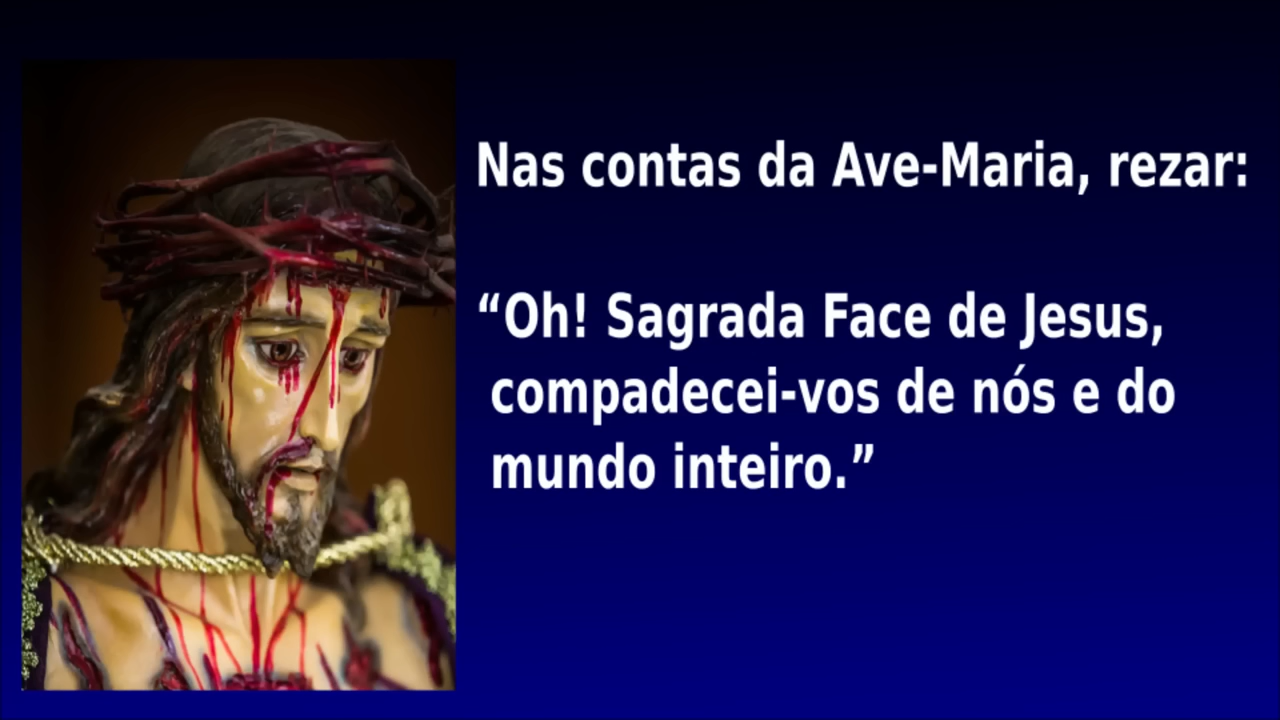 Nas contas da Ave-Maria, rezar:
“Oh! Sagrada Face de Jesus,
compadecei-vos de nós e do
mundo inteiro.”